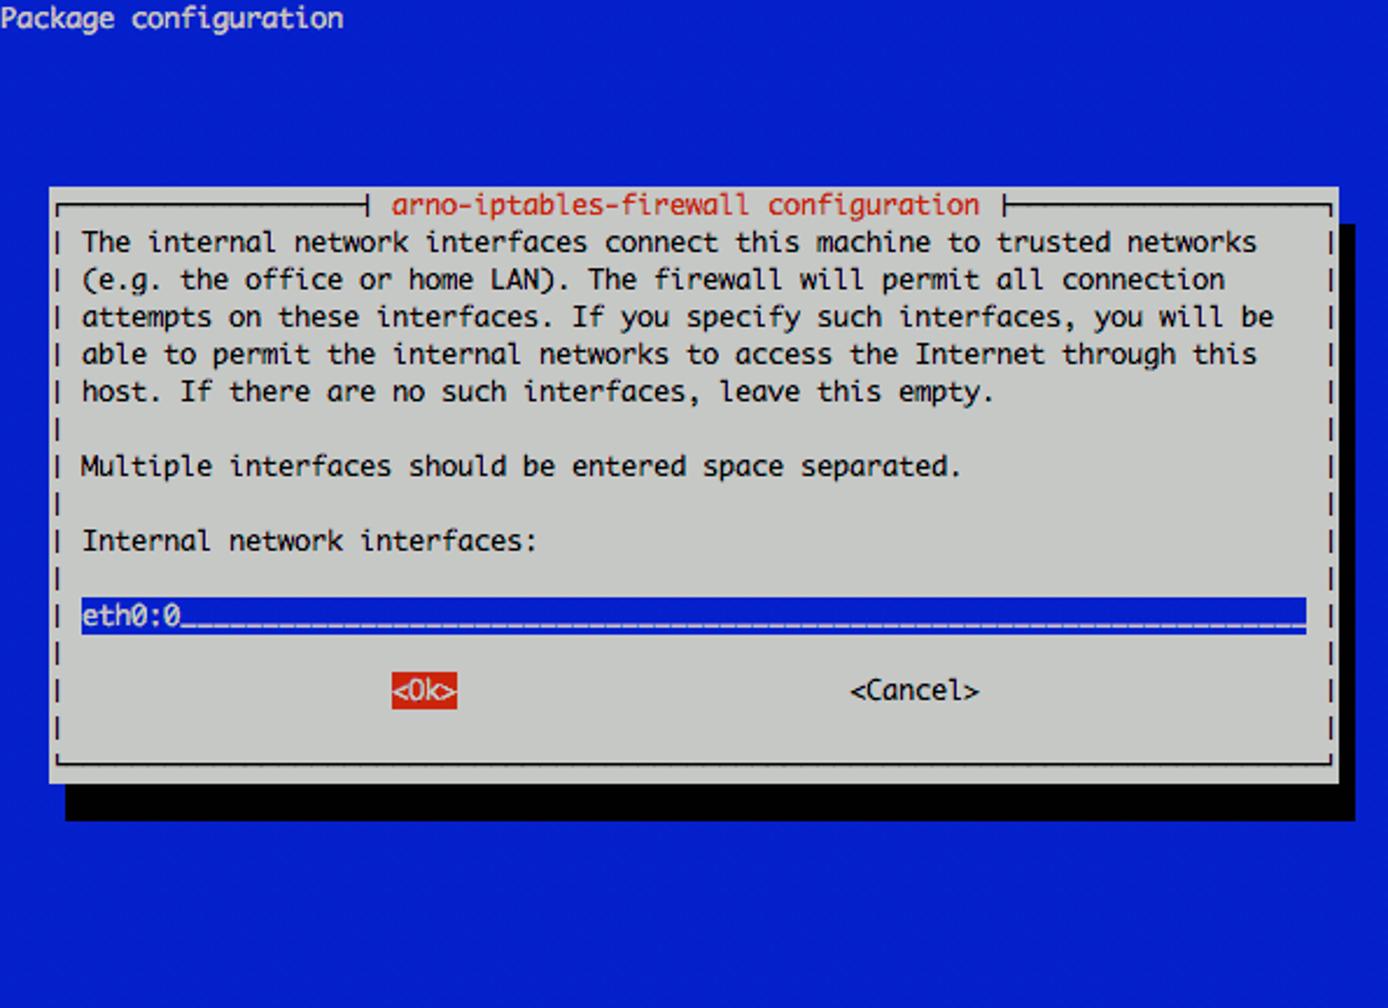 Package configuration
arno-iptables-firewall configuration
The internal network interfaces connect this machine to trusted networks
(e.g. the office or home LAN). The firewall will permit all connection
attempts on these interfaces. If you specify such interfaces, you will be
able to permit the internal networks to access the Internet through this
host. If there are no such interfaces, leave this empty.
Multiple interfaces should be entered space separated.
Internal network interfaces:
eth0:0
<Ok> <Cancel>